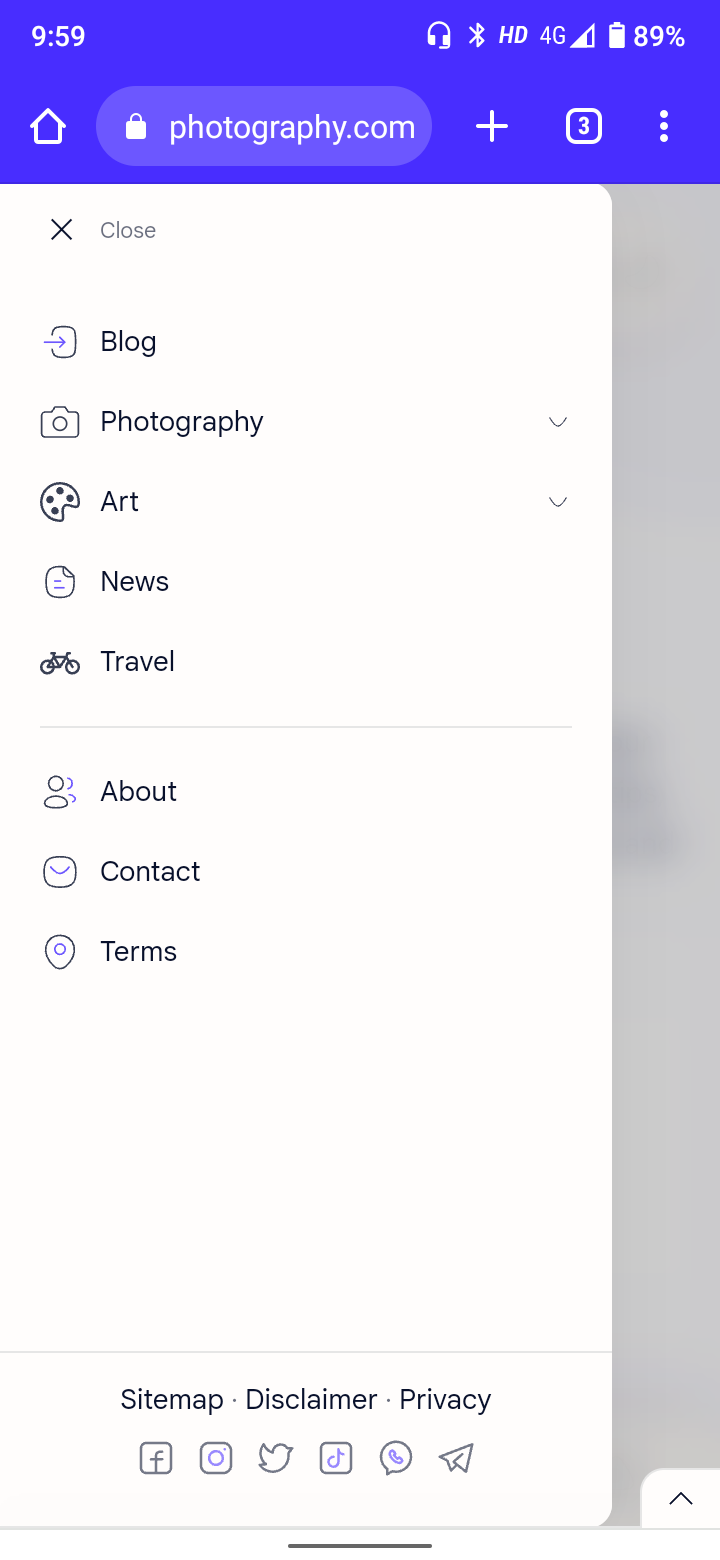 9:59 HD 4G 89%
photography.com 3
Close
Blog
Photography
Art
News
Travel
About
Contact
Terms
Sitemap · Disclaimer · Privacy